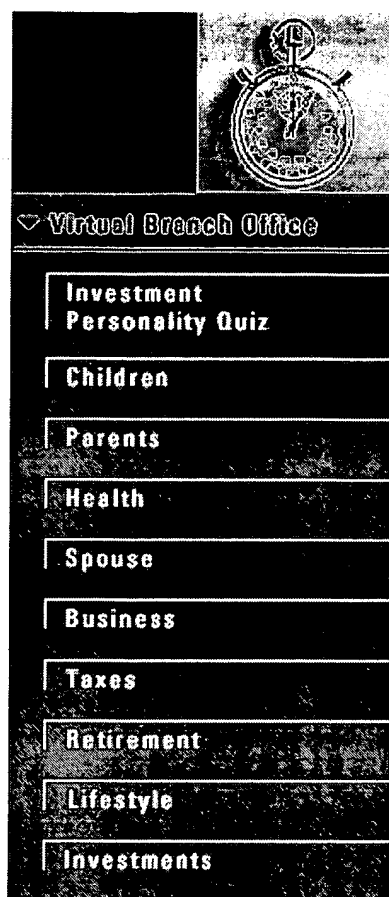 Virtual Branch Office
Investment
Personality Quiz
Children
Parents
Health
Spouse
Business
Taxes
Retirement
Lifestyle
Investments